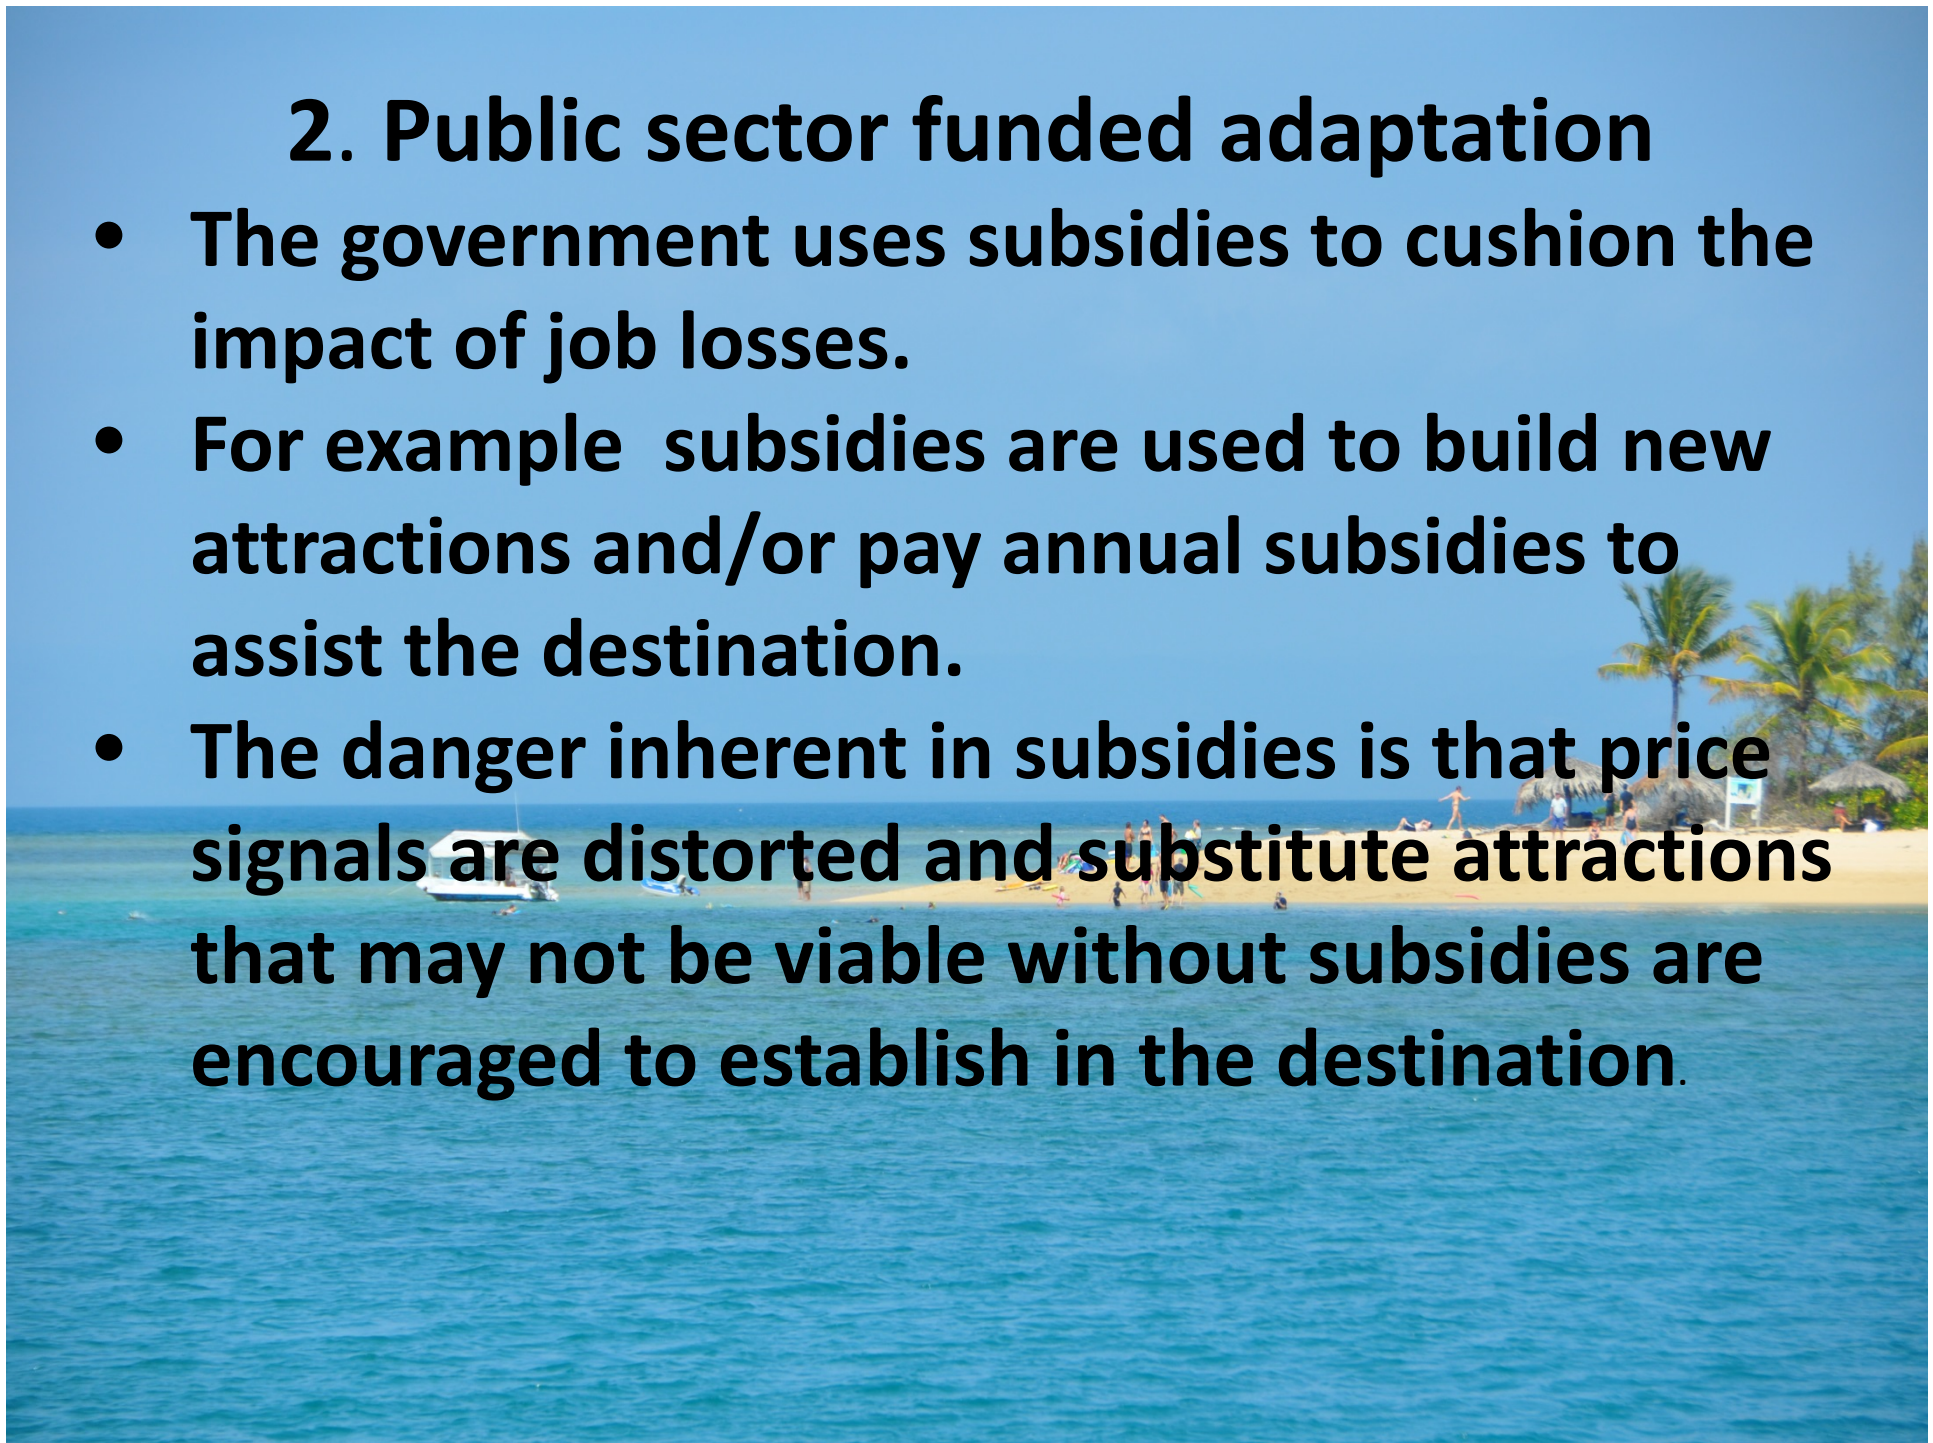 2. Public sector funded adaptation
• The government uses subsidies to cushion the
impact of job losses.
• For example  subsidies are used to build new
attractions and/or pay annual subsidies to
assist the destination.
• The danger inherent in subsidies is that price
signals are distorted and substitute attractions
that may not be viable without subsidies are
encouraged to establish in the destination.